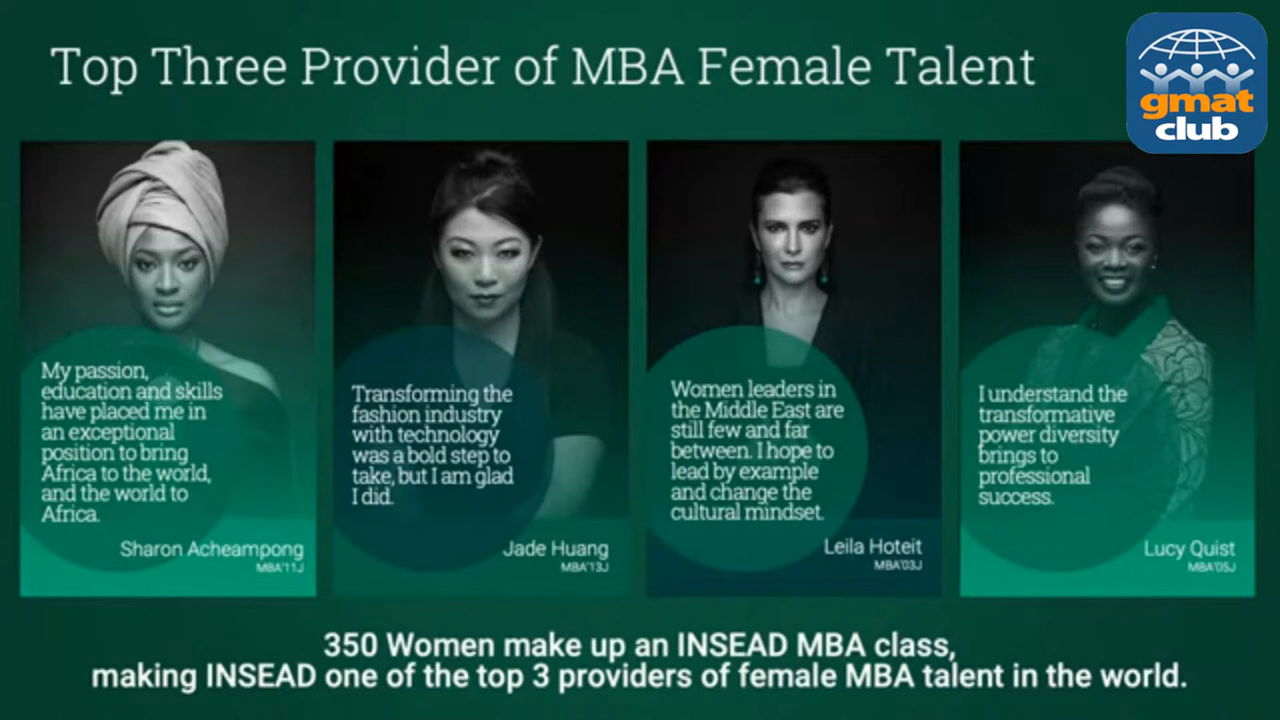 Top Three Provider of MBA Female Talent
gmat
club
My passion,
education and skills
have placed me in
an exceptional
position to bring
Africa to the world,
and the world to
Africa.
Sharon Acheampong
MBA'11J
Transforming the
fashion industry
with technology
was a bold step to
take, but I am glad
I did.
Jade Huang
MBA'13J
Women leaders in
the Middle East are
still few and far
between. I hope to
lead by example
and change the
cultural mindset.
Leila Hoteit
MBA'03J
I understand the
transformative
power diversity
brings to
professional
success.
Lucy Quist
MBA'05J
350 Women make up an INSEAD MBA class,
making INSEAD one of the top 3 providers of female MBA talent in the world.